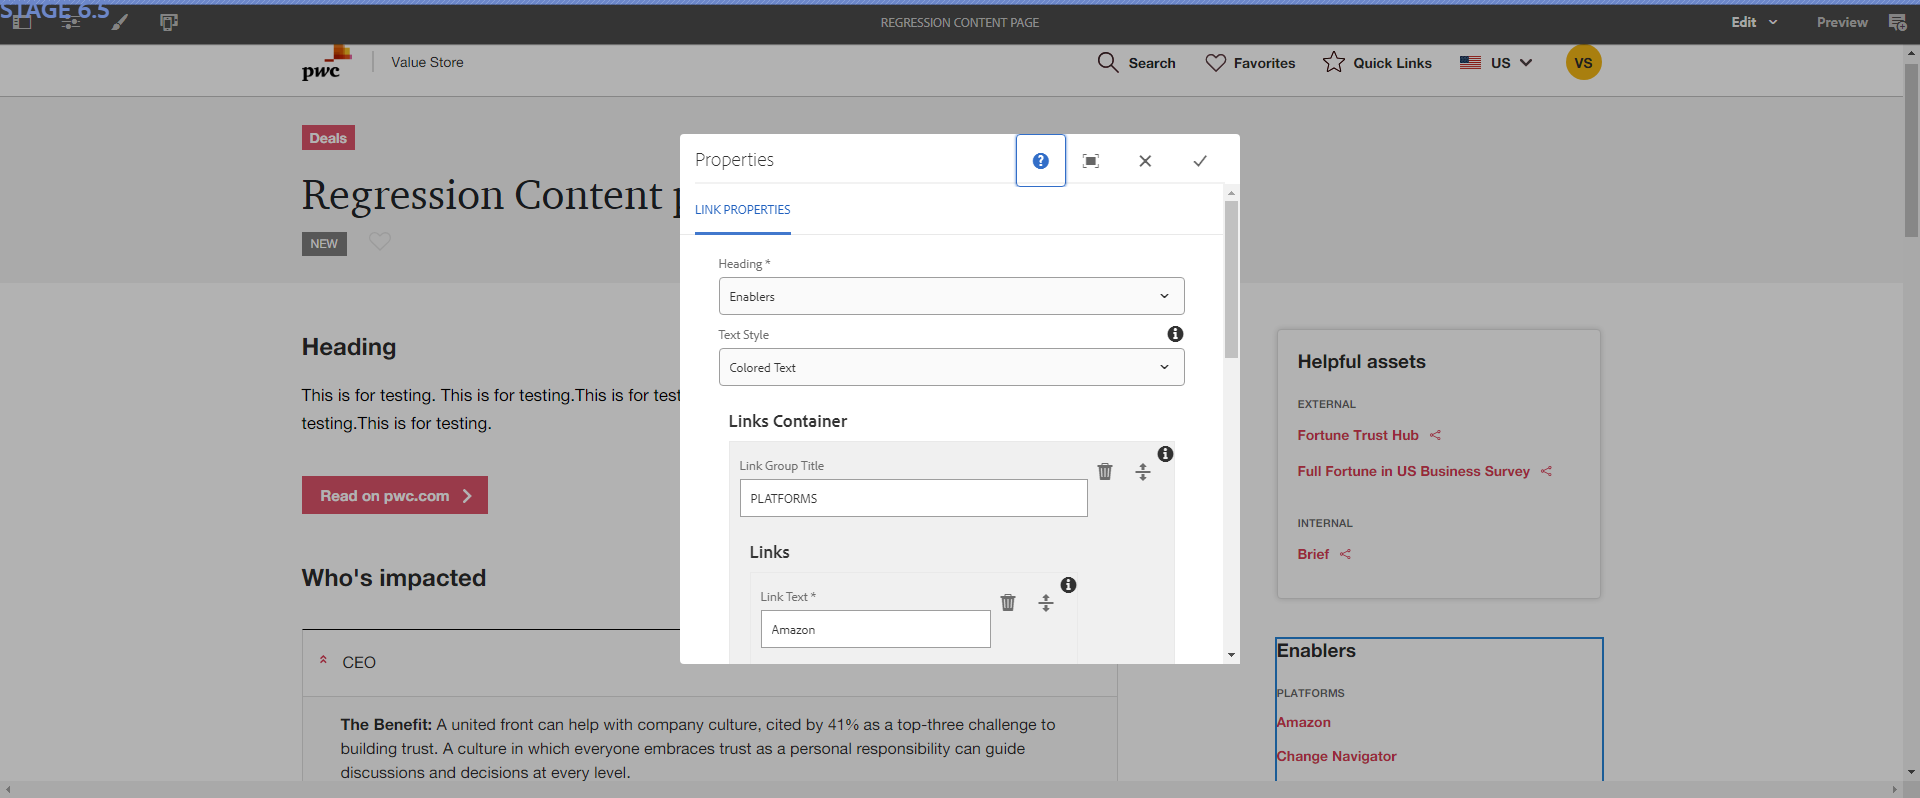 STAGE 6.5
REGRESSION CONTENT PAGE
Edit
Preview
pwc
Value Store
Search
Favorites
Quick Links
US
VS
Deals
Regression Content
NEW
Heading
This is for testing. This is for testing.This is for test
testing.This is for testing.
Read on pwc.com
Who's impacted
CEO
The Benefit: A united front can help with company culture, cited by 41% as a top-three challenge to
building trust. A culture in which everyone embraces trust as a personal responsibility can guide
discussions and decisions at every level.
Properties
LINK PROPERTIES
Heading *
Enablers
Text Style
Colored Text
Links Container
Link Group Title
PLATFORMS
Links
Link Text *
Amazon
Helpful assets
EXTERNAL
Fortune Trust Hub
Full Fortune in US Business Survey
INTERNAL
Brief
Enablers
PLATFORMS
Amazon
Change Navigator